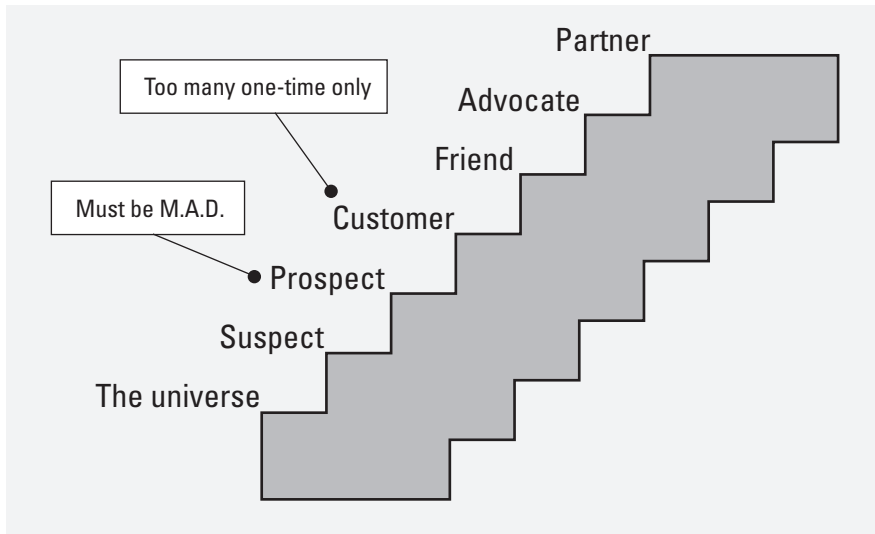 Partner
Too many one-time only
Advocate
Friend
Must be M.A.D.
Customer
Prospect
Suspect
The universe